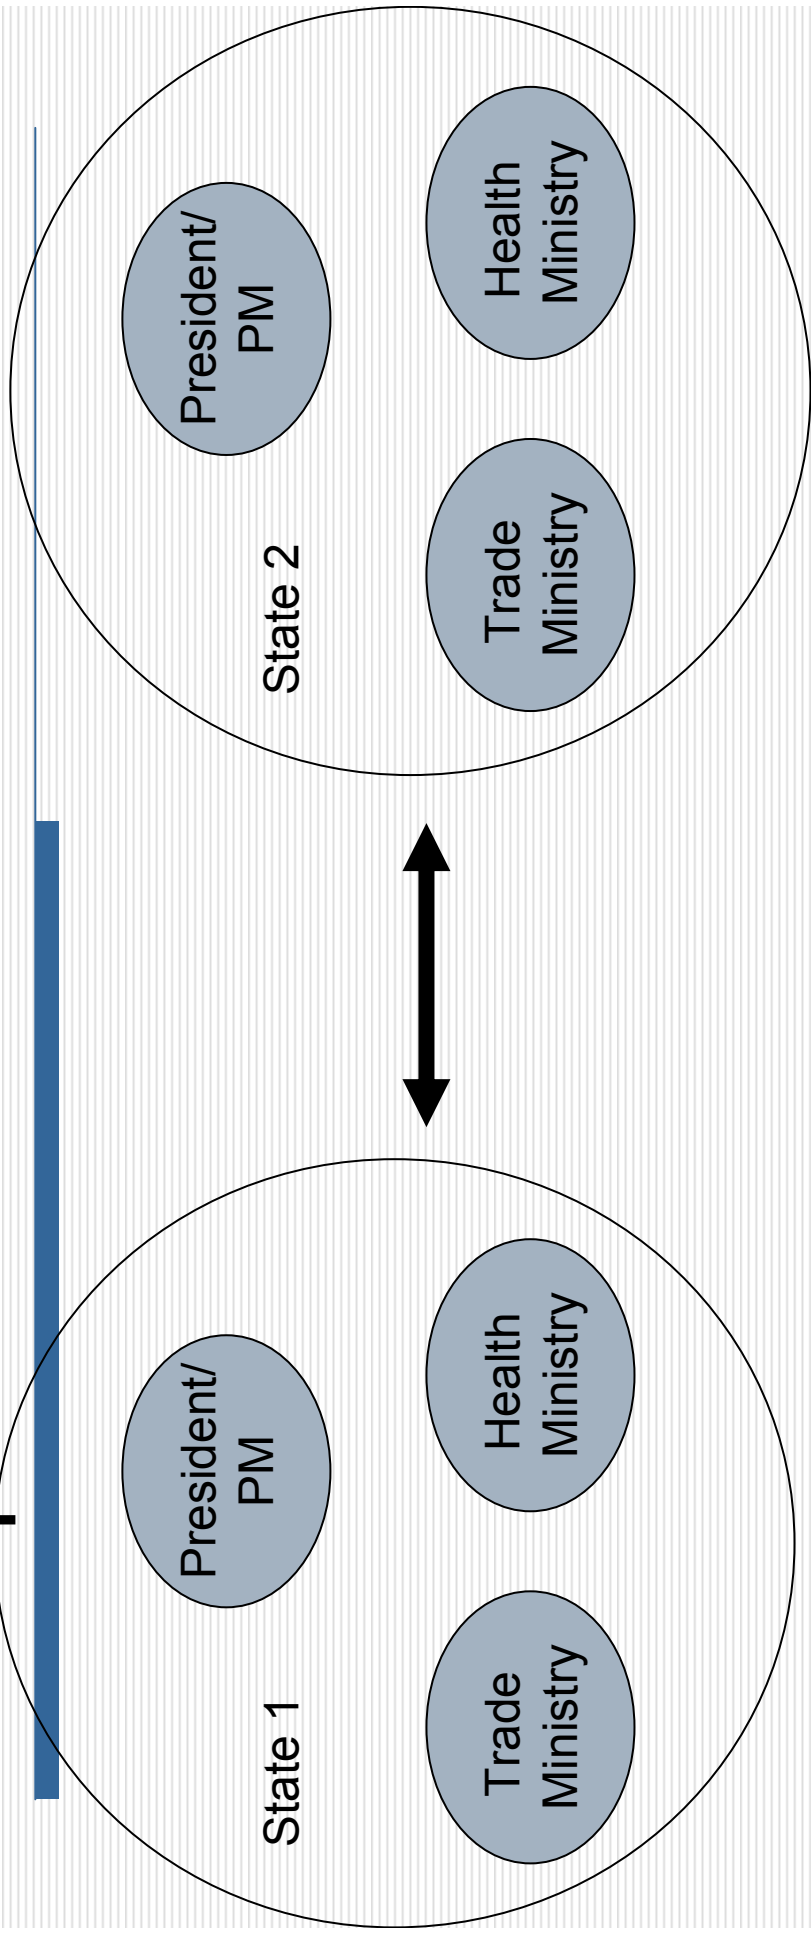 State 1
President/
PM
Trade
Ministry
Health
Ministry
State 2
President/
PM
Trade
Ministry
Health
Ministry